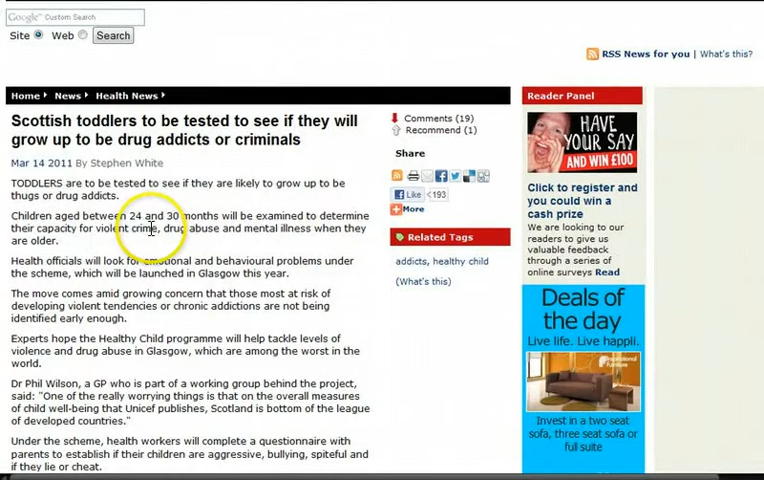 Google™ Custom Search
Site Web Search
RSS News for you | What's this?
Home News Health News
Scottish toddlers to be tested to see if they will
grow up to be drug addicts or criminals
Mar 14 2011 By Stephen White
TODDLERS are to be tested to see if they are likely to grow up to be
thugs or drug addicts.
Children aged between 24 and 30 months will be examined to determine
their capacity for violent crime, drug abuse and mental illness when they
are older.
Health officials will look for emotional and behavioural problems under
the scheme, which will be launched in Glasgow this year.
The move comes amid growing concern that those most at risk of
developing violent tendencies or chronic addictions are not being
identified early enough.
Experts hope the Healthy Child programme will help tackle levels of
violence and drug abuse in Glasgow, which are among the worst in the
world.
Dr Phil Wilson, a GP who is part of a working group behind the project,
said: "One of the really worrying things is that on the overall measures
of child well-being that Unicef publishes, Scotland is bottom of the league
of developed countries."
Under the scheme, health workers will complete a questionnaire with
parents to establish if their children are aggressive, bullying, spiteful and
if they lie or cheat.
Comments (19)
Recommend (1)
Share
Like 193
More
Related Tags
addicts, healthy child
(What's this?)
Reader Panel
HAVE
YOUR SAY
AND WIN £100
Click to register and
you could win a
cash prize
We are looking to our
readers to give us
valuable feedback
through a series of
online surveys Read
Deals of
the day
Live life. Live happli.
Inspirational
Furniture
Invest in a two seat
sofa, three seat sofa or
full suite